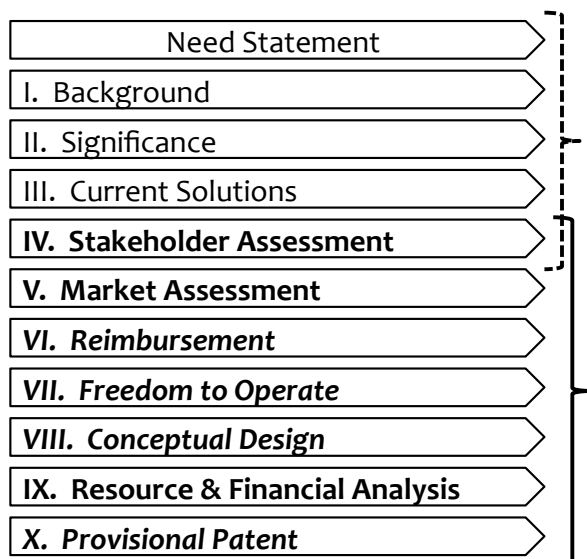 Need Statement
I. Background
II. Significance
III. Current Solutions
IV. Stakeholder Assessment
V. Market Assessment
VI. Reimbursement
VII. Freedom to Operate
VIII. Conceptual Design
IX. Resource & Financial Analysis
X. Provisional Patent